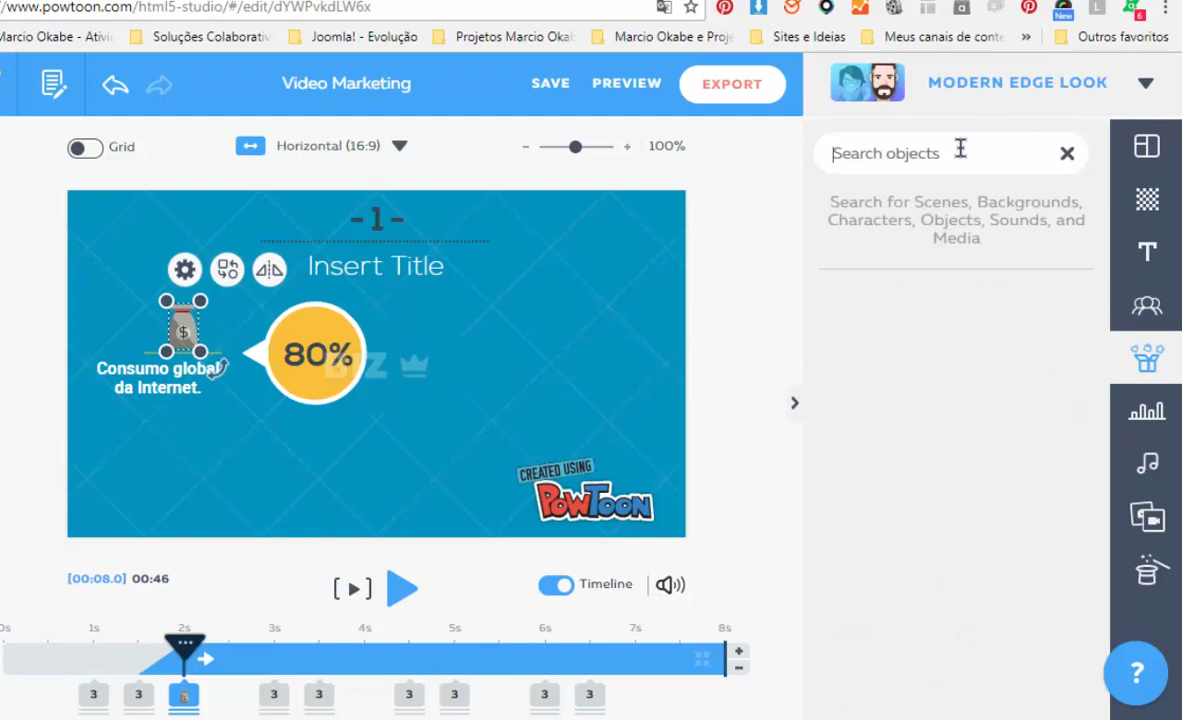 /www.powtoon.com/html5-studio/#/edit/dYWPvkdLW6x
New
L
6
Marcio Okabe - Ativi
Soluções Colaborativ
Joomla! - Evolução
Projetos Marcio Okab
Marcio Okabe e Proje
Sites e Ideias
Meus canais de conte
»
Outros favoritos
Video Marketing
SAVE
PREVIEW
EXPORT
MODERN EDGE LOOK
Grid
Horizontal (16:9)
- + 100%
Search objects
Search for Scenes, Backgrounds,
Characters, Objects, Sounds, and
Media
- 1 -
Insert Title
$
80%
BIZ
Consumo global
da Internet.
CREATED USING
POWTOON
[00:08.0] 00:46
Timeline
0s 1s 2s 3s 4s 5s 6s 7s 8s
+
-
3 3 3 3 3 3 3 3
T
?